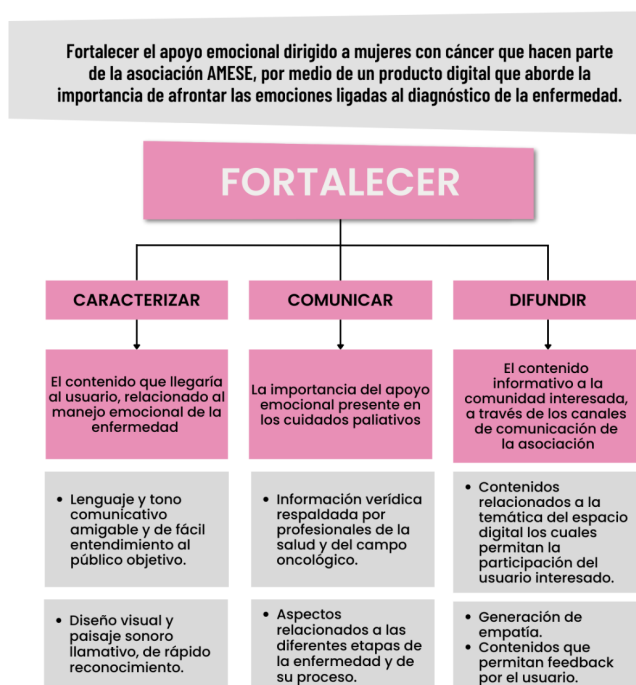 Fortalecer el apoyo emocional dirigido a mujeres con cáncer que hacen parte
de la asociación AMESE, por medio de un producto digital que aborde la
importancia de afrontar las emociones ligadas al diagnóstico de la enfermedad.
FORTALECER
CARACTERIZAR
COMUNICAR
DIFUNDIR
El contenido que llegaría
al usuario, relacionado al
manejo emocional de la
enfermedad
La importancia del apoyo
emocional presente en
los cuidados paliativos
El contenido
informativo a la
comunidad interesada,
a través de los canales
de comunicación de
la asociación
• Lenguaje y tono
comunicativo
amigable y de fácil
entendimiento al
público objetivo.
• Información verídica
respaldada por
profesionales de la
salud y del campo
oncológico.
• Contenidos
relacionados a la
temática del espacio
digital los cuales
permitan la
participación del
usuario interesado.
• Diseño visual y
paisaje sonoro
llamativo, de rápido
reconocimiento.
• Aspectos
relacionados a las
diferentes etapas de
la enfermedad y de
su proceso.
• Generación de
empatía.
• Contenidos que
permitan feedback
por el usuario.